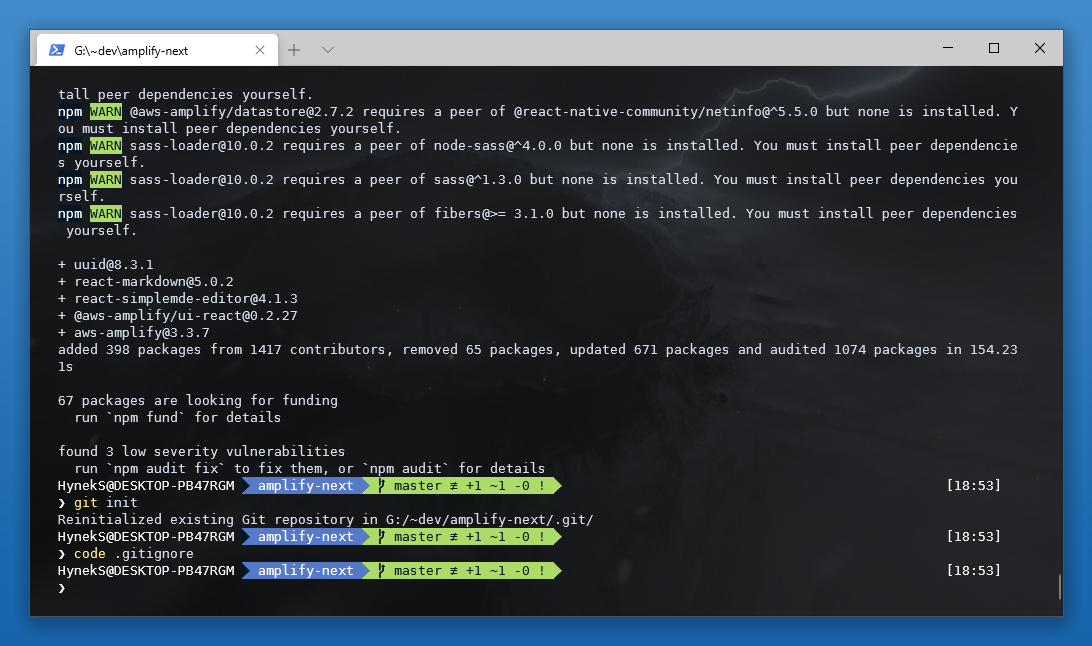 G:\~dev\amplify-next
tall peer dependencies yourself.
npm WARN @aws-amplify/datastore@2.7.2 requires a peer of @react-native-community/netinfo@^5.5.0 but none is installed. Y
ou must install peer dependencies yourself.
npm WARN sass-loader@10.0.2 requires a peer of node-sass@^4.0.0 but none is installed. You must install peer dependencie
s yourself.
npm WARN sass-loader@10.0.2 requires a peer of sass@^1.3.0 but none is installed. You must install peer dependencies you
rself.
npm WARN sass-loader@10.0.2 requires a peer of fibers@>= 3.1.0 but none is installed. You must install peer dependencies
 yourself.
+ uuid@8.3.1
+ react-markdown@5.0.2
+ react-simplemde-editor@4.1.3
+ @aws-amplify/ui-react@0.2.27
+ aws-amplify@3.3.7
added 398 packages from 1417 contributors, removed 65 packages, updated 671 packages and audited 1074 packages in 154.23
1s
67 packages are looking for funding
  run `npm fund` for details
found 3 low severity vulnerabilities
  run `npm audit fix` to fix them, or `npm audit` for details
HynekS@DESKTOP-PB47RGM amplify-next master ≢ +1 ~1 -0 ! [18:53]
❯ git init
Reinitialized existing Git repository in G:/~dev/amplify-next/.git/
HynekS@DESKTOP-PB47RGM amplify-next master ≢ +1 ~1 -0 ! [18:53]
❯ code .gitignore
HynekS@DESKTOP-PB47RGM amplify-next master ≢ +1 ~1 -0 ! [18:53]
❯